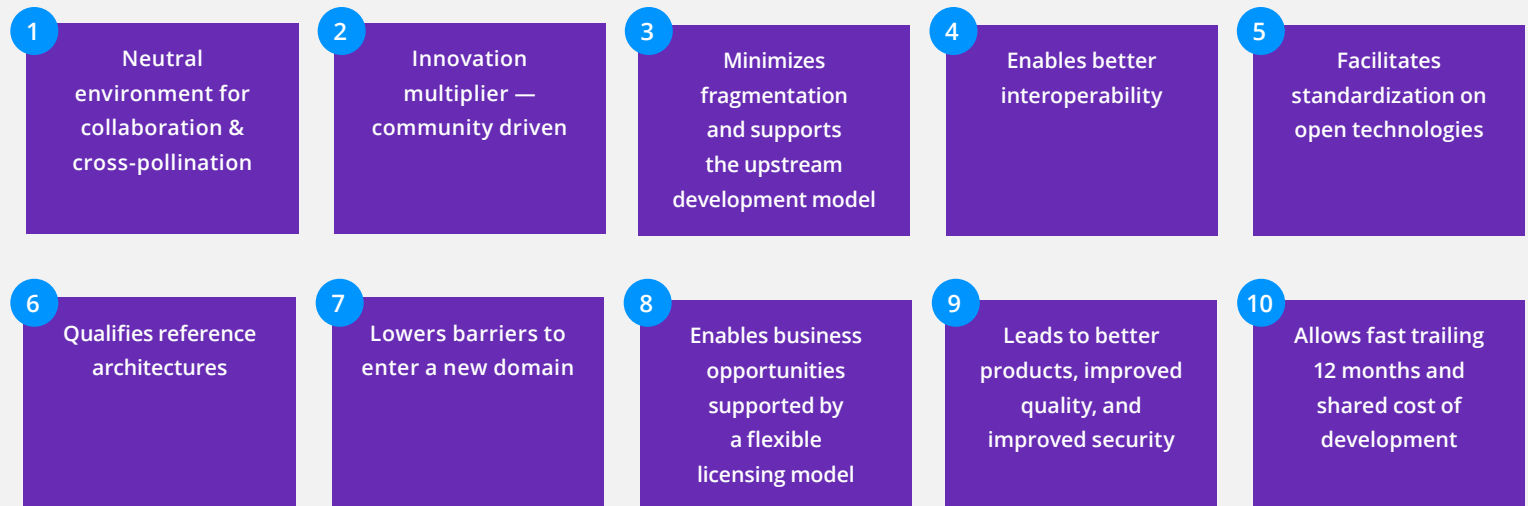 1
Neutral
environment for
collaboration &
cross-pollination
2
Innovation
multiplier —
community driven
3
Minimizes
fragmentation
and supports
the upstream
development model
4
Enables better
interoperability
5
Facilitates
standardization on
open technologies
6
Qualifies reference
architectures
7
Lowers barriers to
enter a new domain
8
Enables business
opportunities
supported by
a flexible
licensing model
9
Leads to better
products, improved
quality, and
improved security
10
Allows fast trailing
12 months and
shared cost of
development